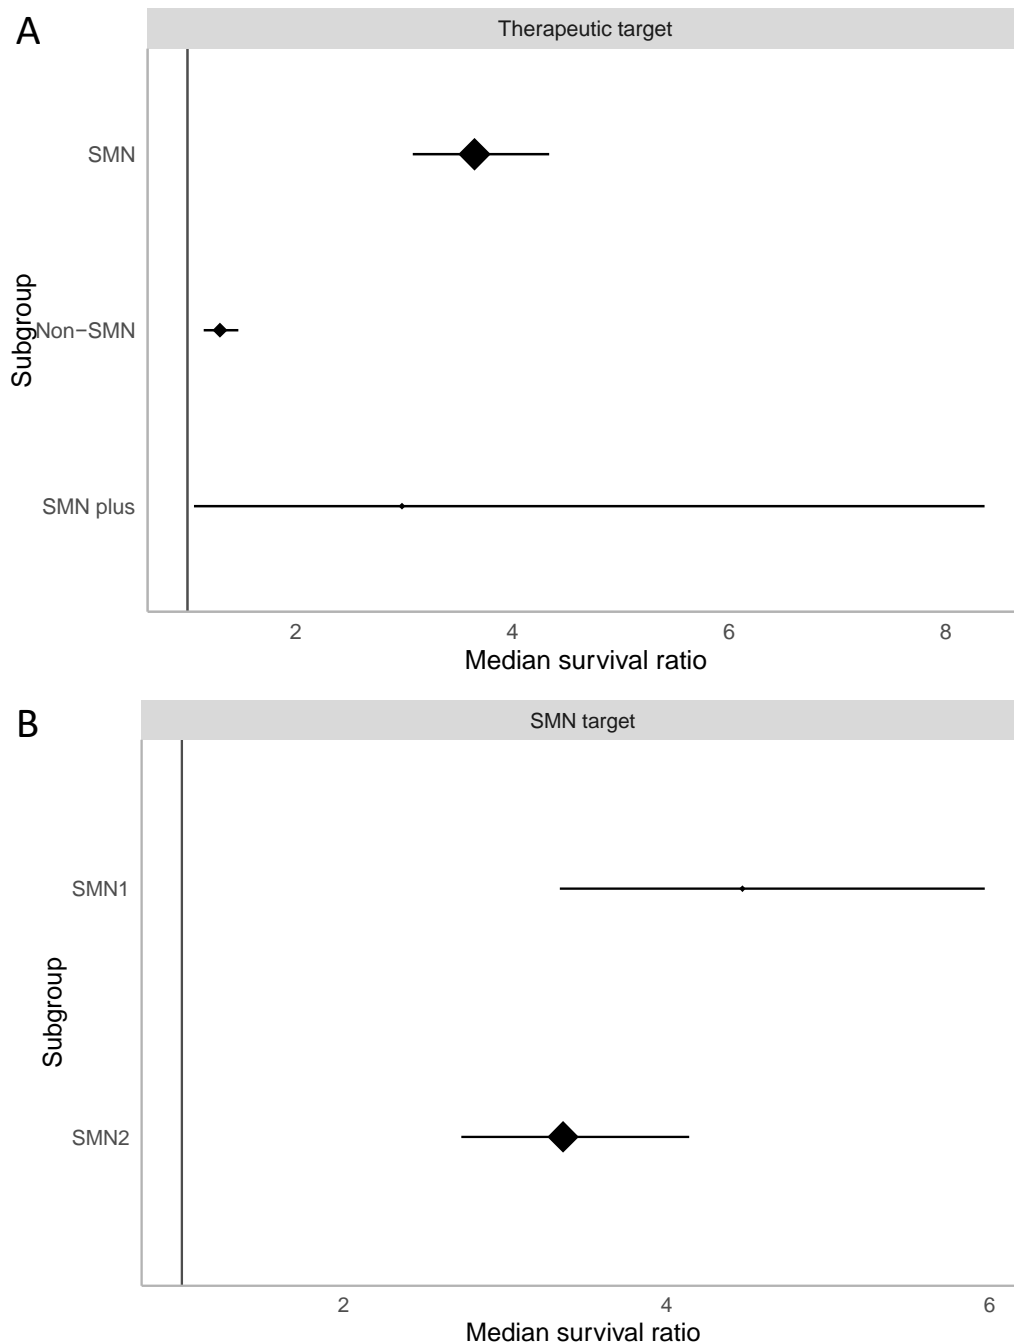 A
Therapeutic target
SMN
Non−SMN
SMN plus
Subgroup
2 4 6 8
Median survival ratio
B
SMN target
SMN1
SMN2
Subgroup
2 4 6
Median survival ratio